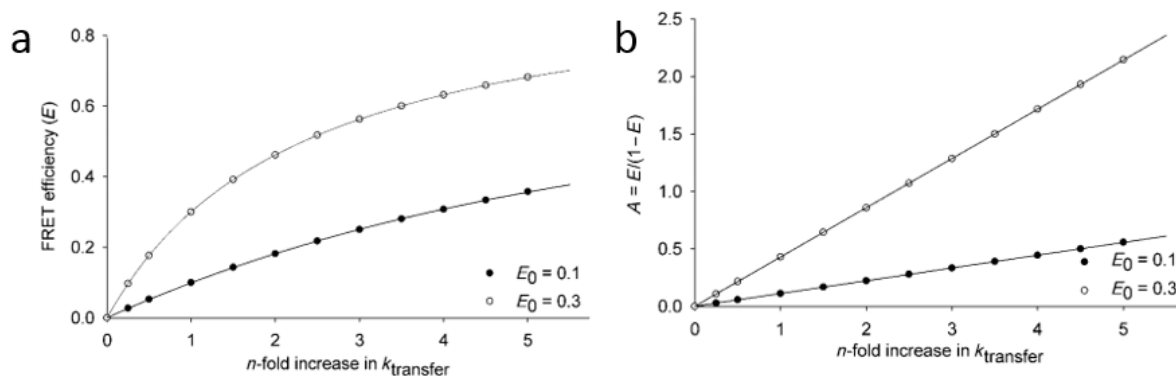 a
FRET efficiency (E)
0.8
0.6
0.4
0.2
0.0
0 1 2 3 4 5
n-fold increase in ktransfer
E0 = 0.1
E0 = 0.3
b
A = E/(1−E)
2.5
2.0
1.5
1.0
0.5
0.0
0 1 2 3 4 5
n-fold increase in ktransfer
E0 = 0.1
E0 = 0.3